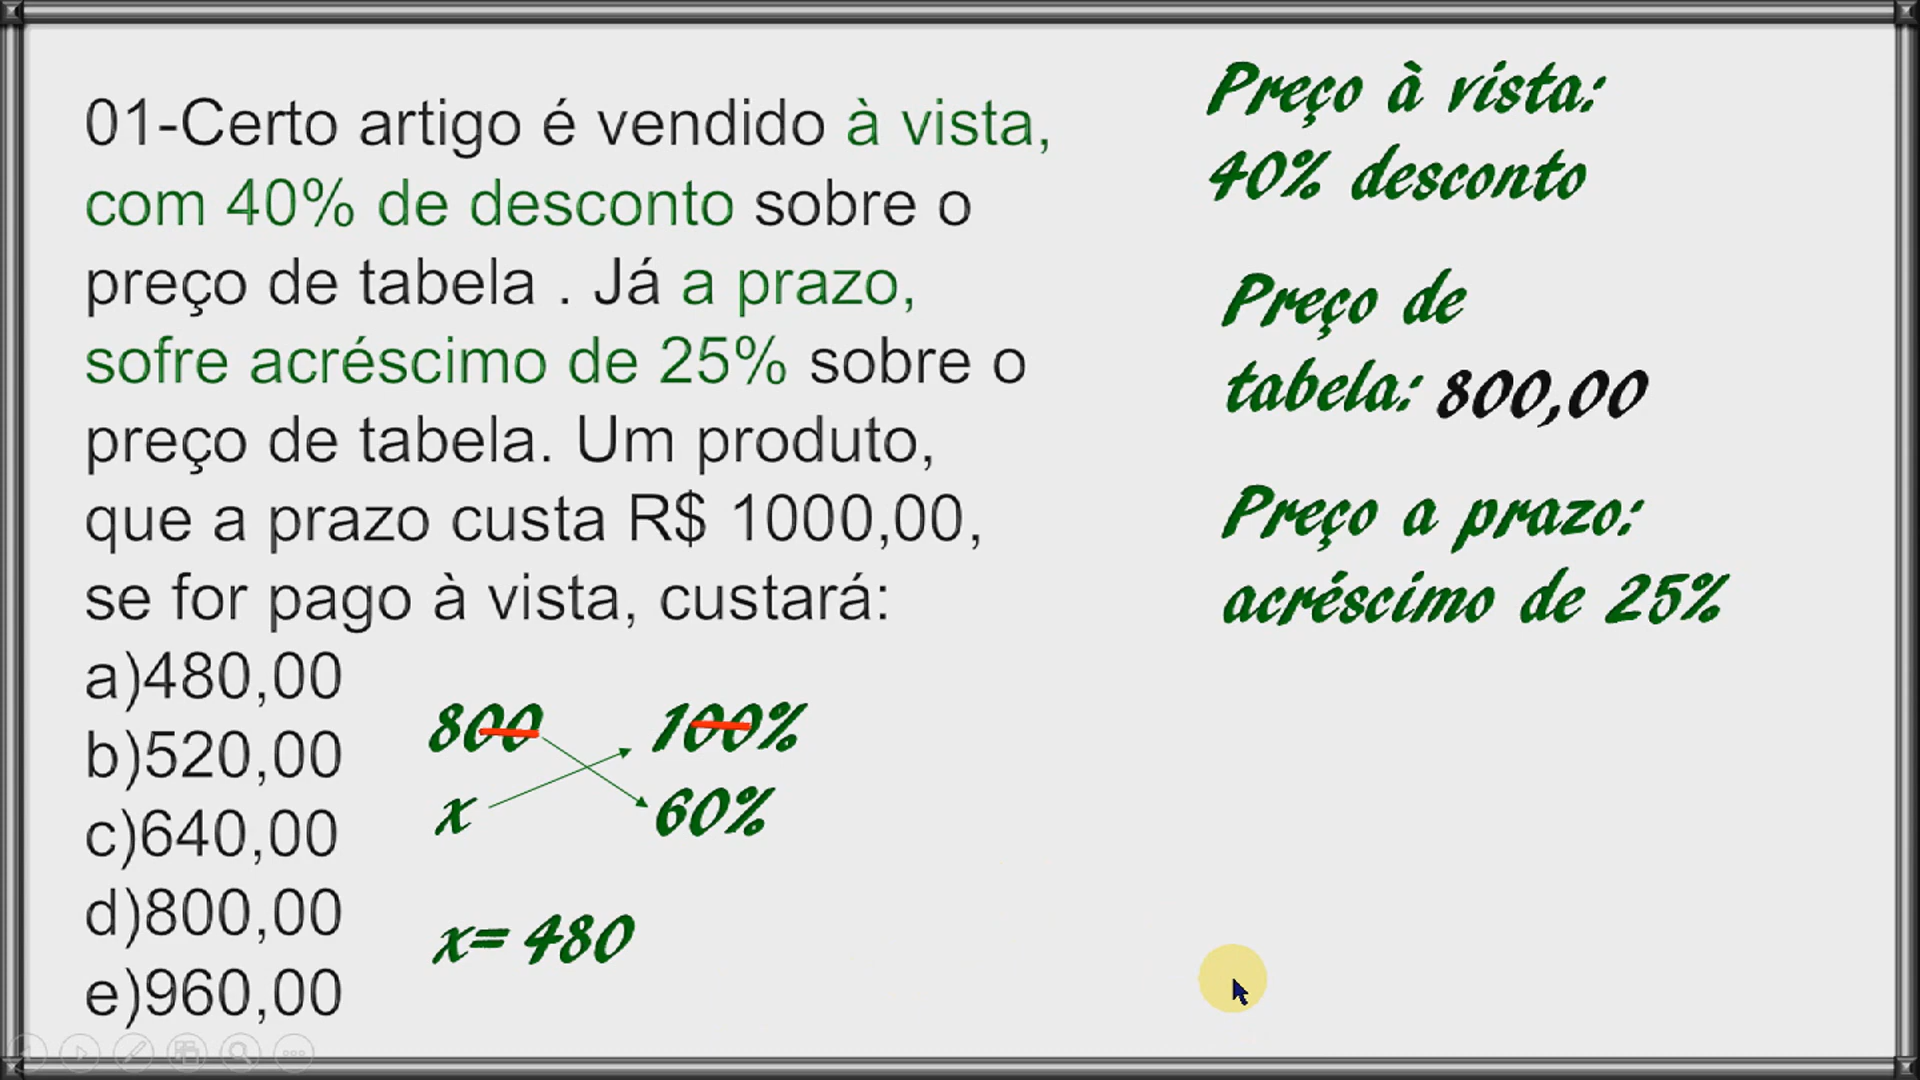 01-Certo artigo é vendido à vista,
com 40% de desconto sobre o
preço de tabela . Já a prazo,
sofre acréscimo de 25% sobre o
preço de tabela. Um produto,
que a prazo custa R$ 1000,00,
se for pago à vista, custará:
a)480,00
b)520,00
c)640,00
d)800,00
e)960,00
800 100%
x 60%
x= 480
Preço à vista:
40% desconto
Preço de
tabela: 800,00
Preço a prazo:
acréscimo de 25%